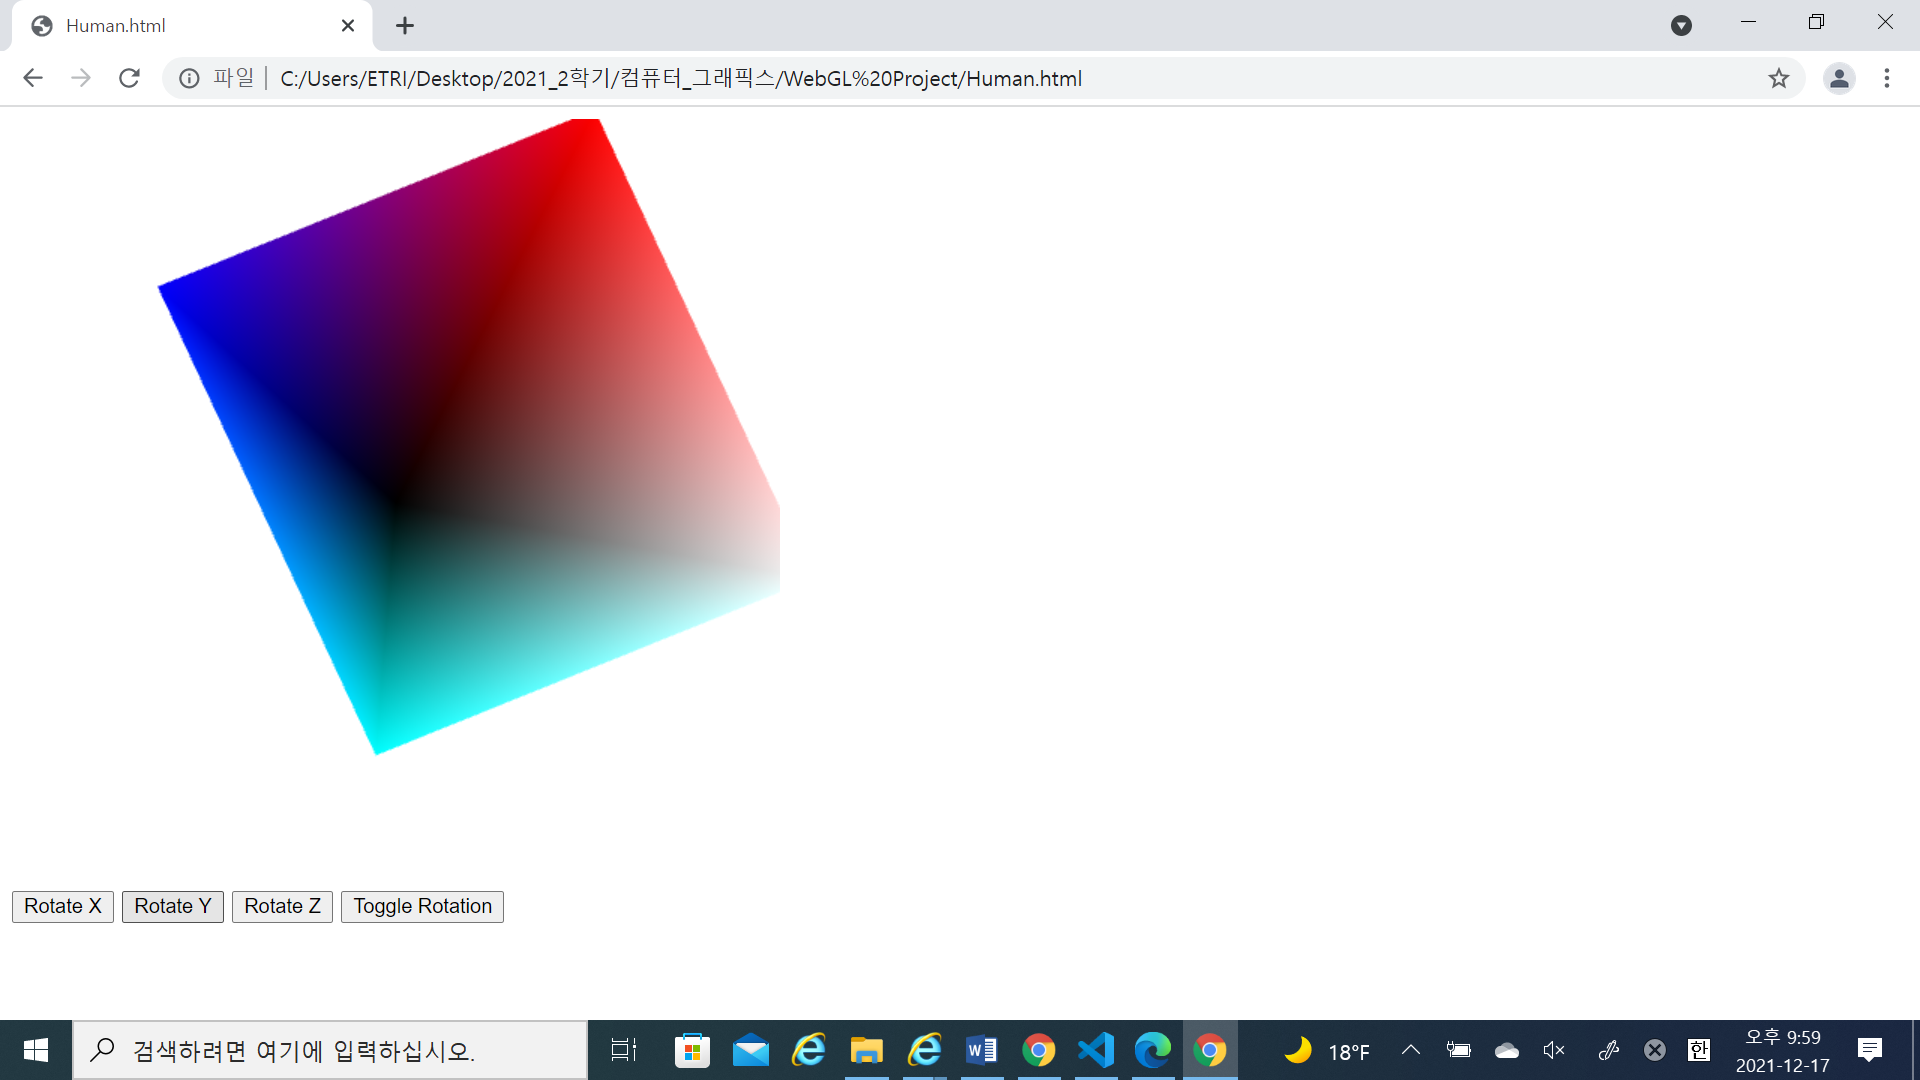 Human.html
파일 | C:/Users/ETRI/Desktop/2021_2학기/컴퓨터_그래픽스/WebGL%20Project/Human.html
Rotate X Rotate Y Rotate Z Toggle Rotation
검색하려면 여기에 입력하십시오.
18°F
한
오후 9:59
2021-12-17